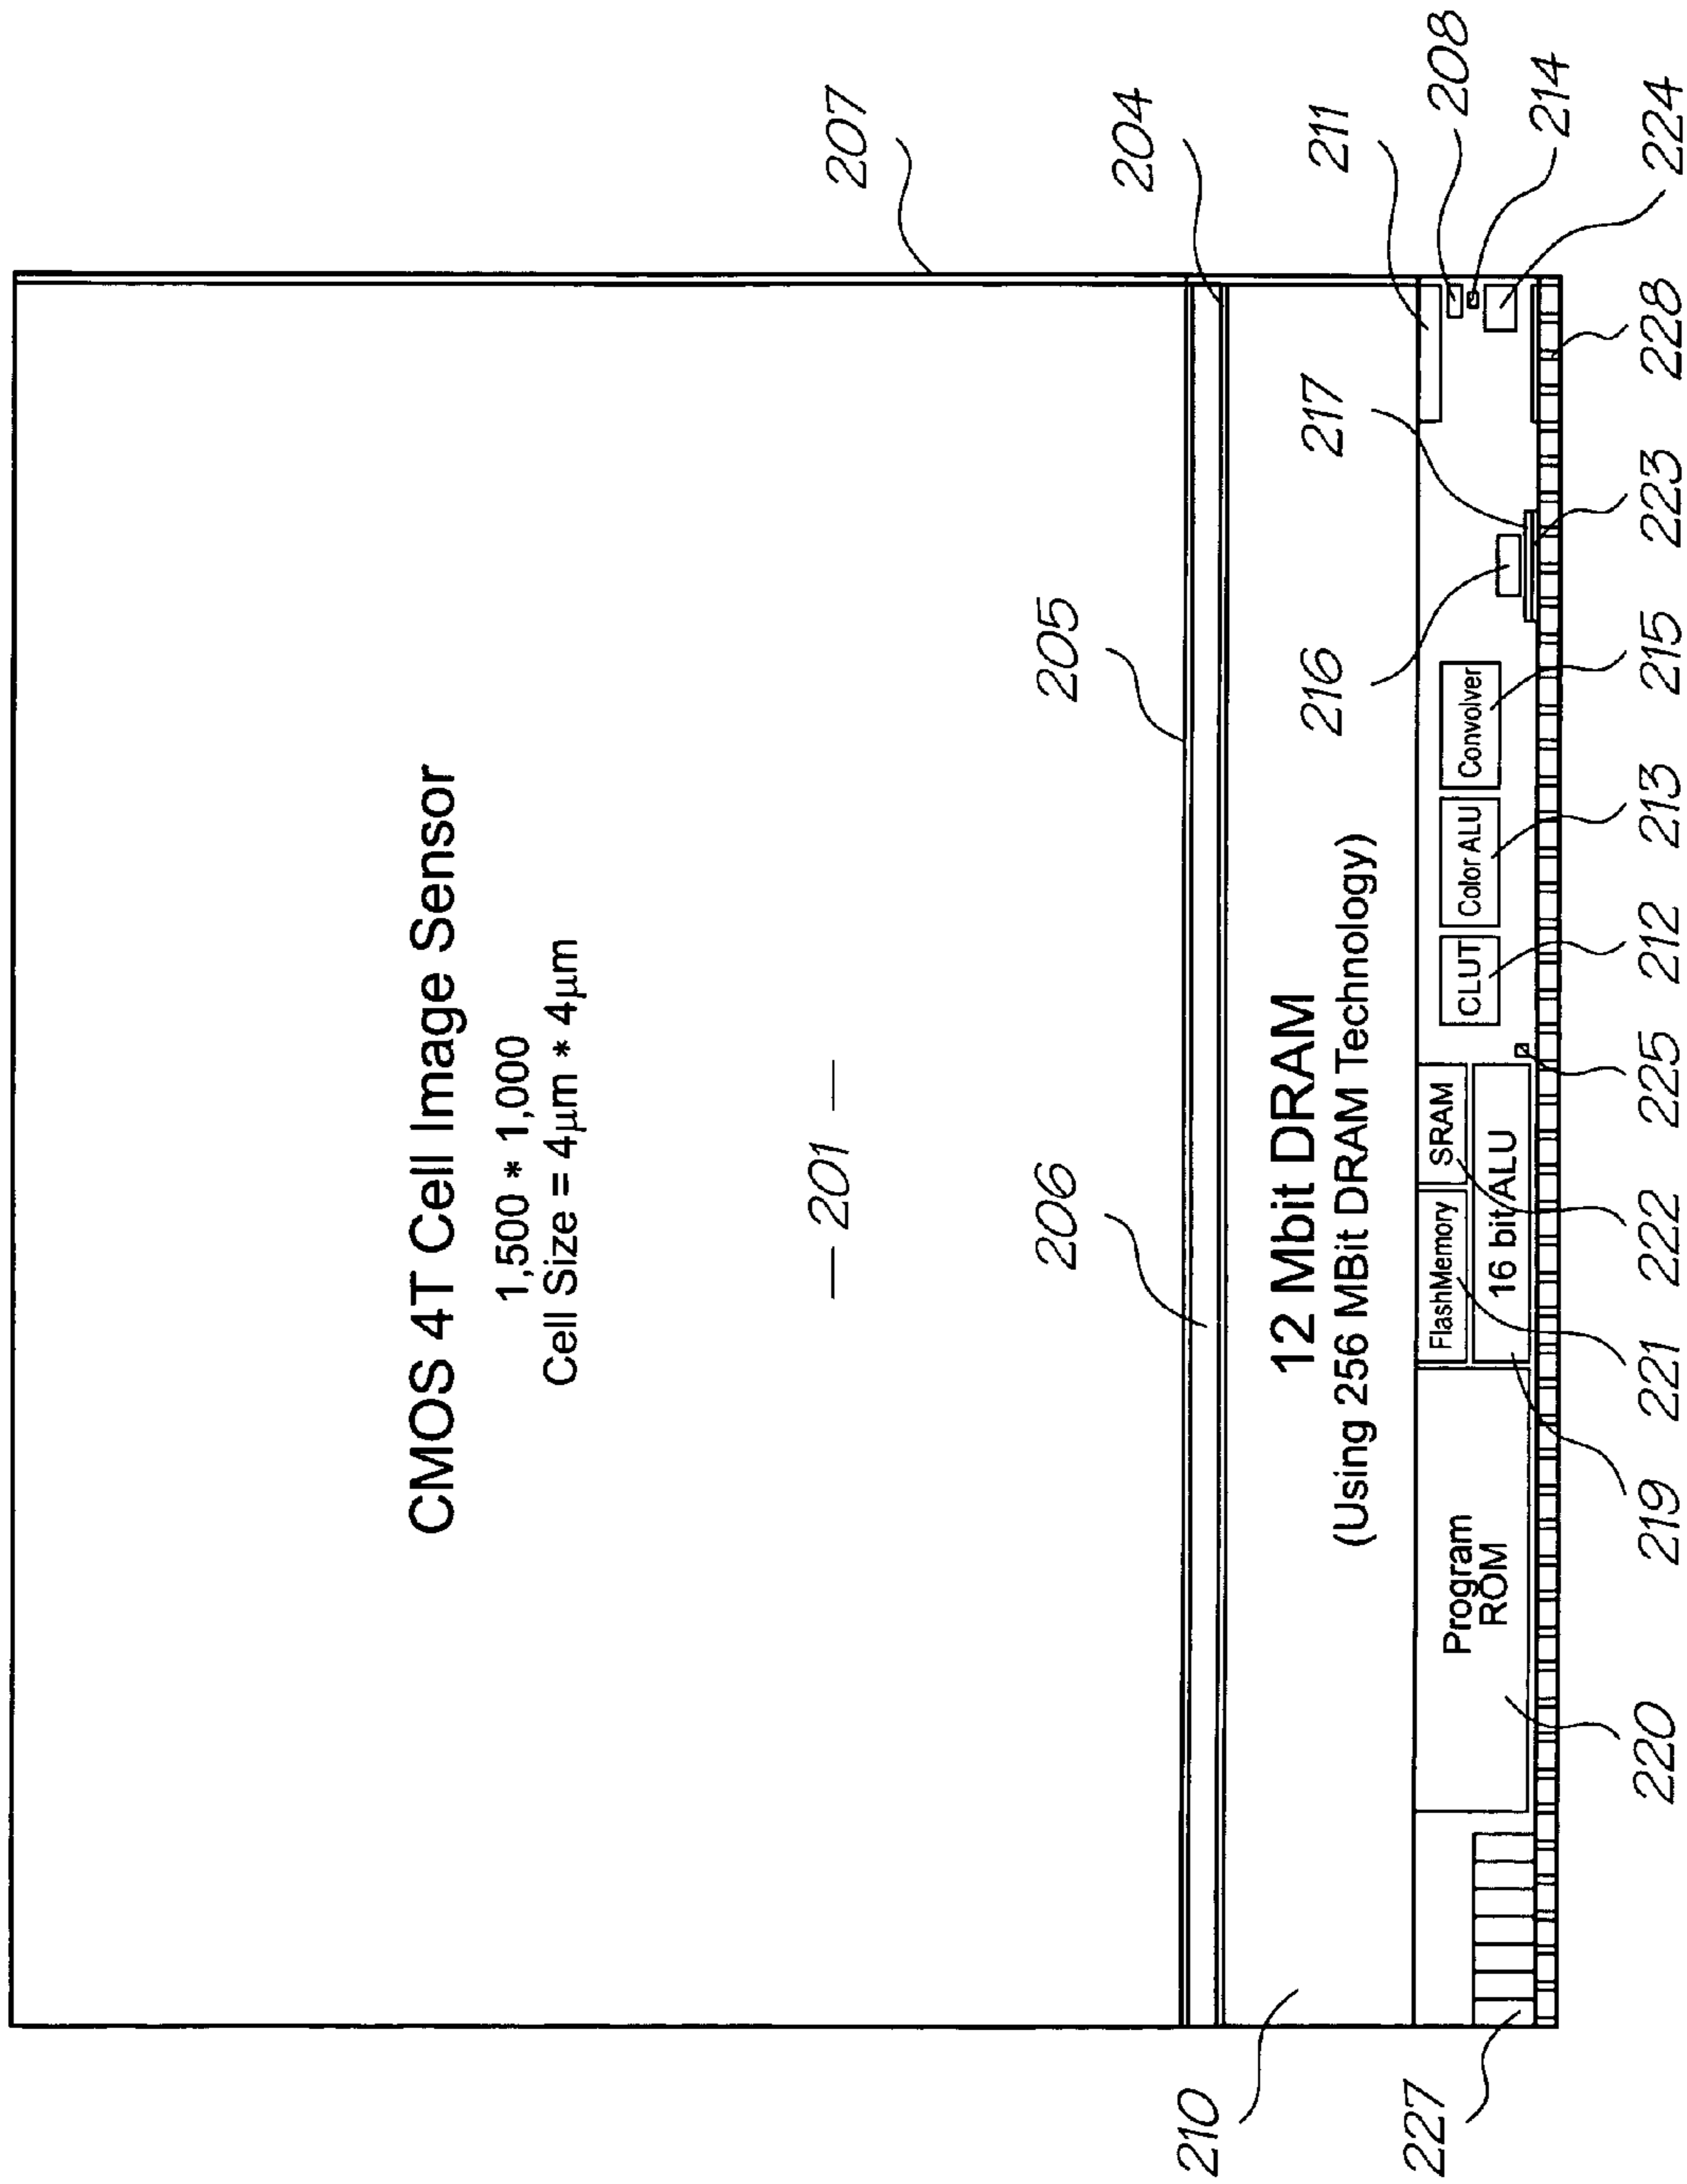 CMOS 4T Cell Image Sensor
1,500 * 1,000
Cell Size = 4μm * 4μm
— 201 —
207
205
206
204
12 Mbit DRAM
(Using 256 MBit DRAM Technology)
210
216
217
211
208
214
224
Program
ROM
FlashMemory
SRAM
16 bit ALU
CLUT
Color ALU
Convolver
227
220
219
221
222
225
212
213
215
223
228